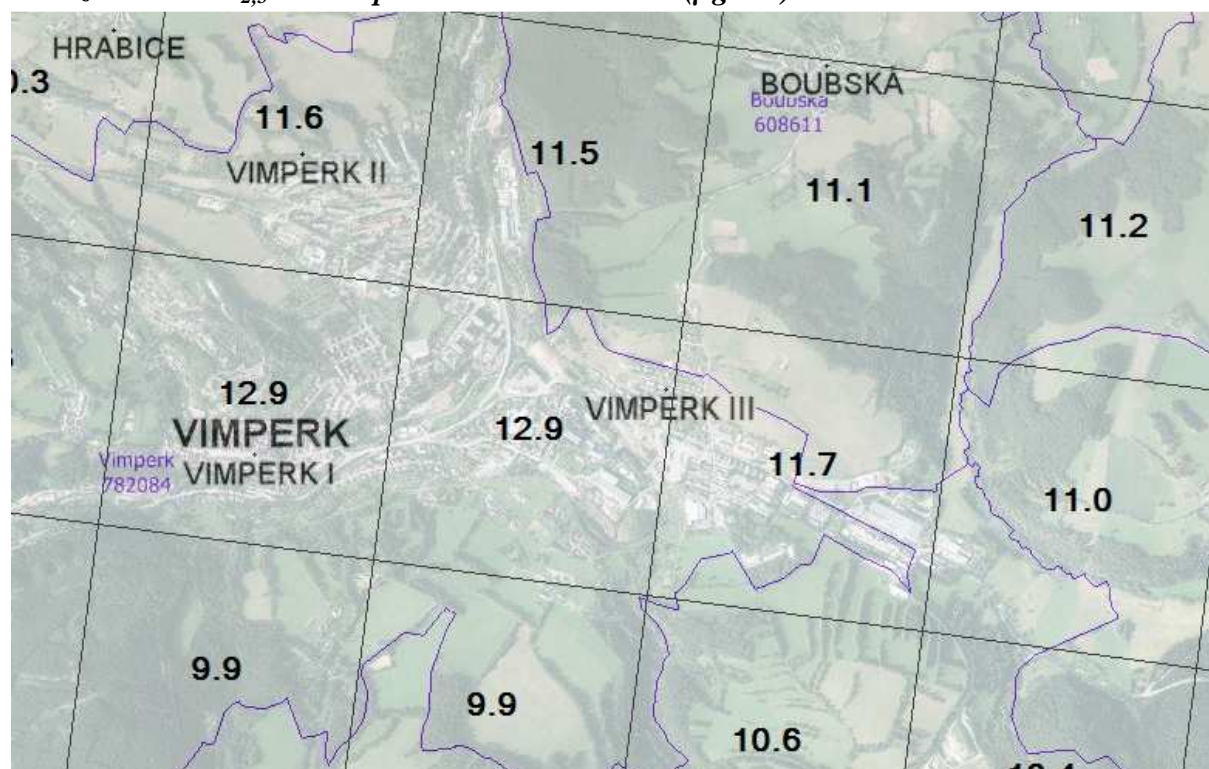 HRABICE
BOUBSKÁ
Boubská
608611
11.6
VIMPERK II
11.5
11.1
11.2
12.9
VIMPERK
Vimperk
782084
VIMPERK I
12.9
VIMPERK III
11.7
11.0
9.9
9.9
10.6